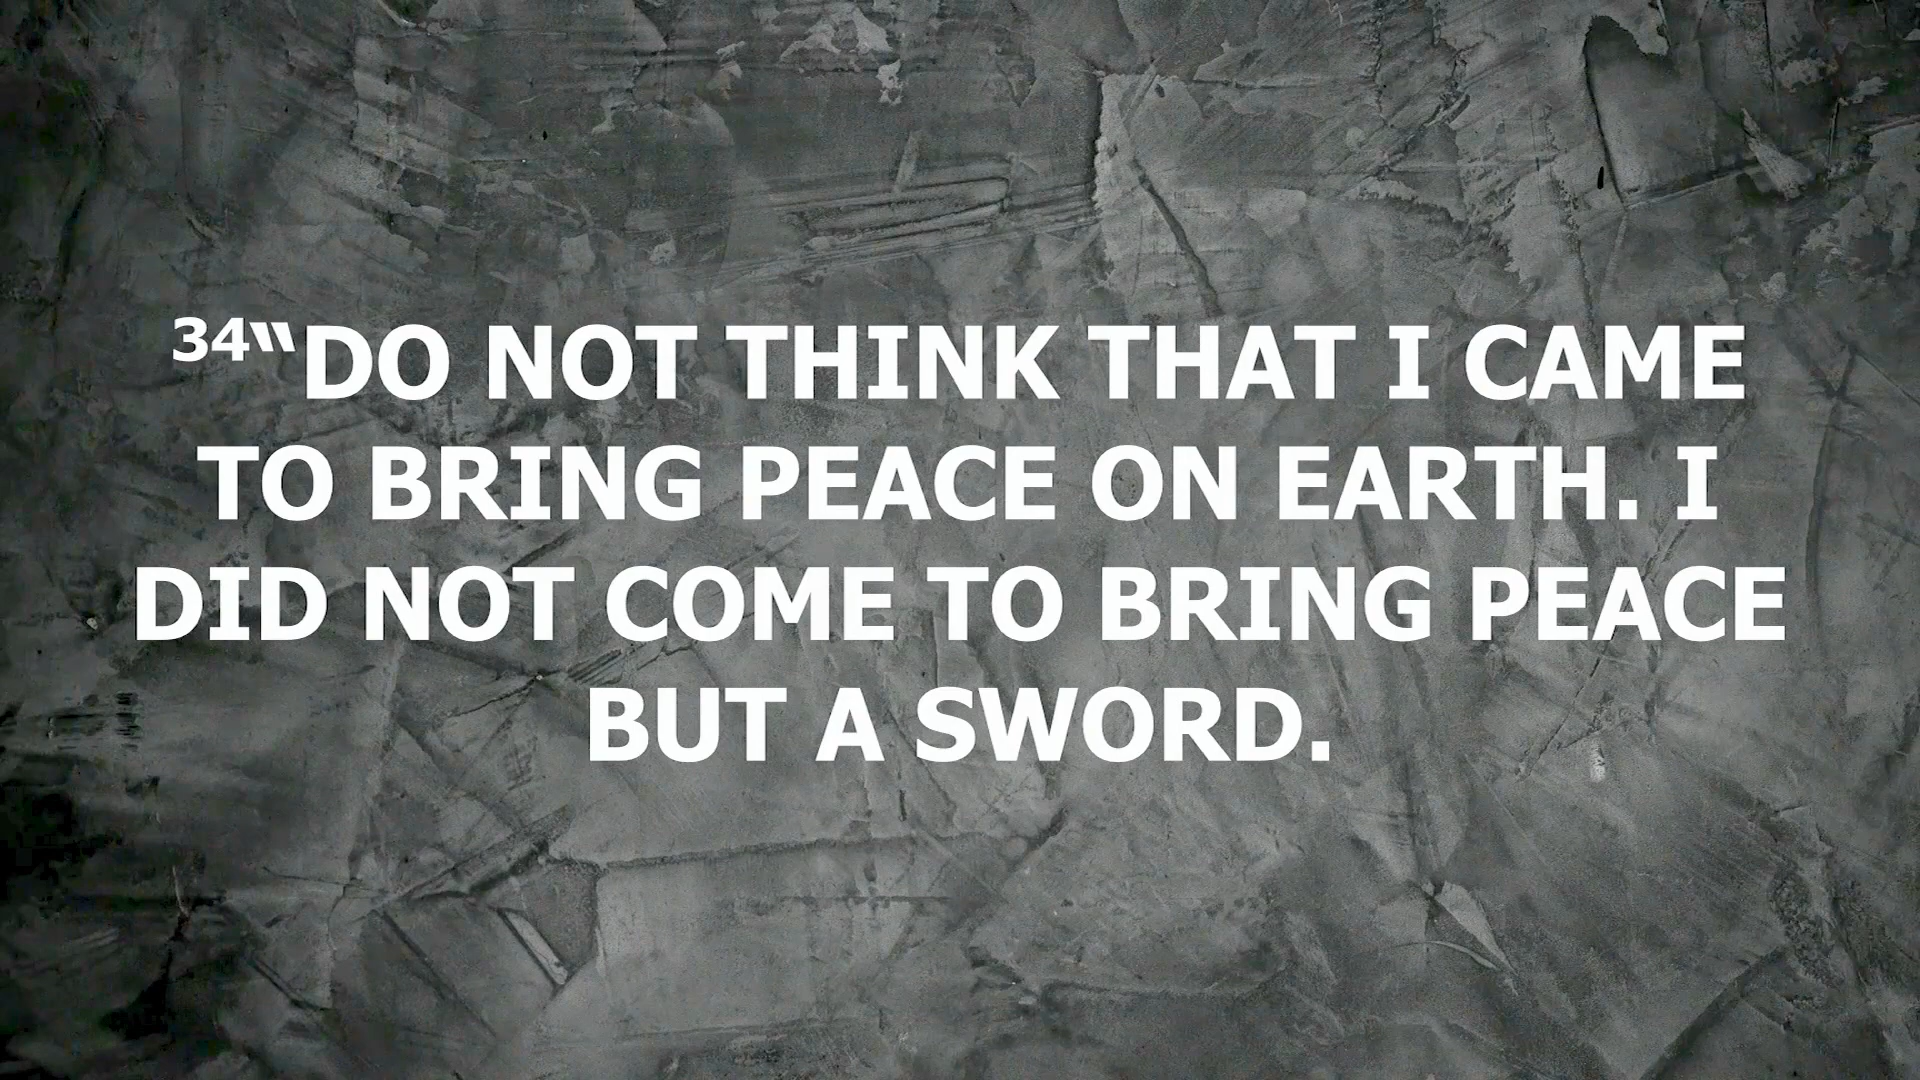 ³⁴“DO NOT THINK THAT I CAME
TO BRING PEACE ON EARTH. I
DID NOT COME TO BRING PEACE
BUT A SWORD.